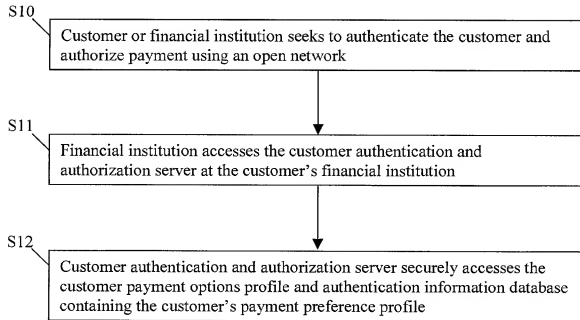 S10
Customer or financial institution seeks to authenticate the customer and
authorize payment using an open network
S11
Financial institution accesses the customer authentication and
authorization server at the customer's financial institution
S12
Customer authentication and authorization server securely accesses the
customer payment options profile and authentication information database
containing the customer's payment preference profile